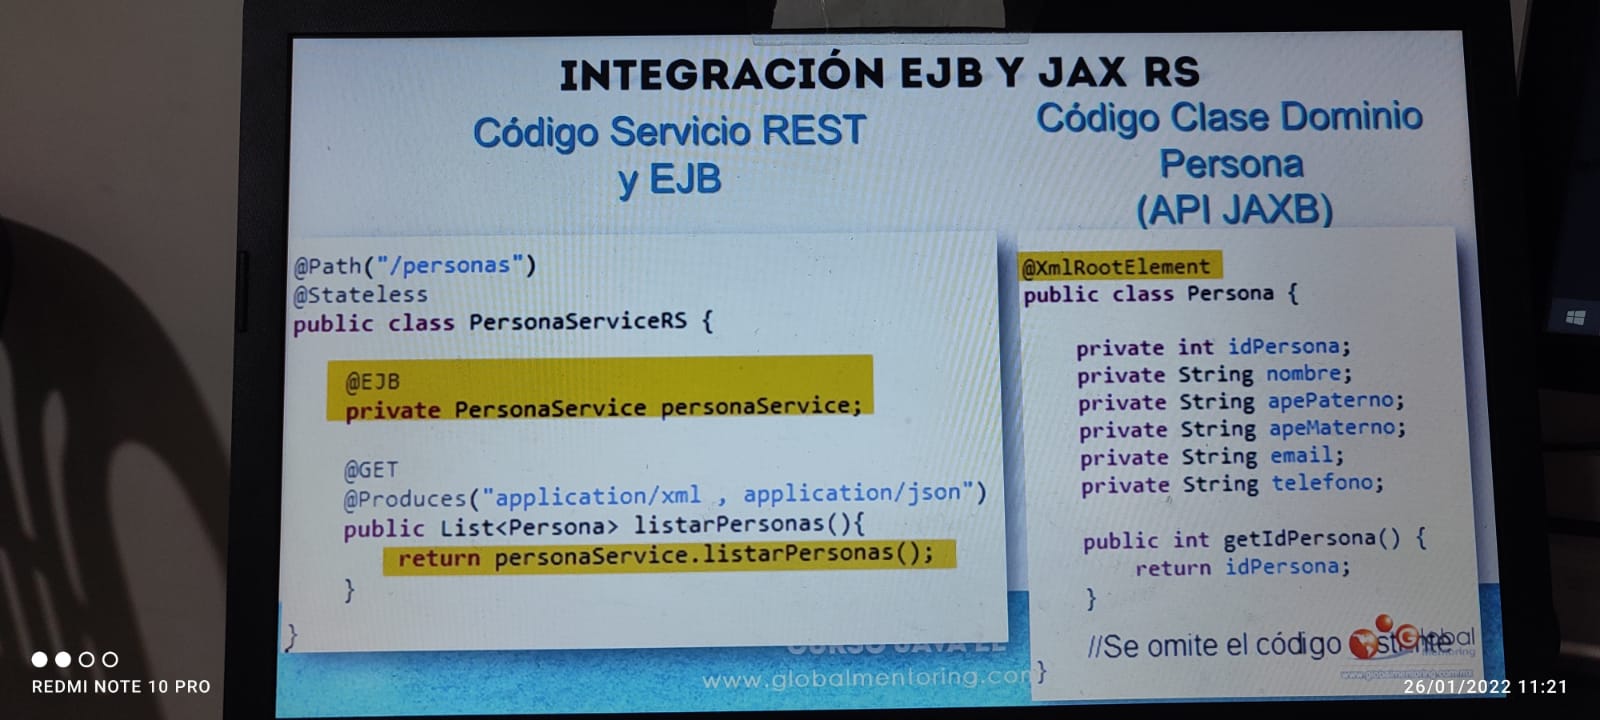 INTEGRACIÓN EJB Y JAX RS
Código Servicio REST
y EJB
@Path("/personas")
@Stateless
public class PersonaServiceRS {
@EJB
private PersonaService personaService;
@GET
@Produces("application/xml , application/json")
public List<Persona> listarPersonas(){
return personaService.listarPersonas();
}
}
Código Clase Dominio
Persona
(API JAXB)
@XmlRootElement
public class Persona {
private int idPersona;
private String nombre;
private String apePaterno;
private String apeMaterno;
private String email;
private String telefono;
public int getIdPersona() {
return idPersona;
}
//Se omite el código
}
Global
Mentoring
www.globalmentoring.com.mx
CURSO JAVA EE
www.globalmentoring.com
REDMI NOTE 10 PRO
26/01/2022 11:21